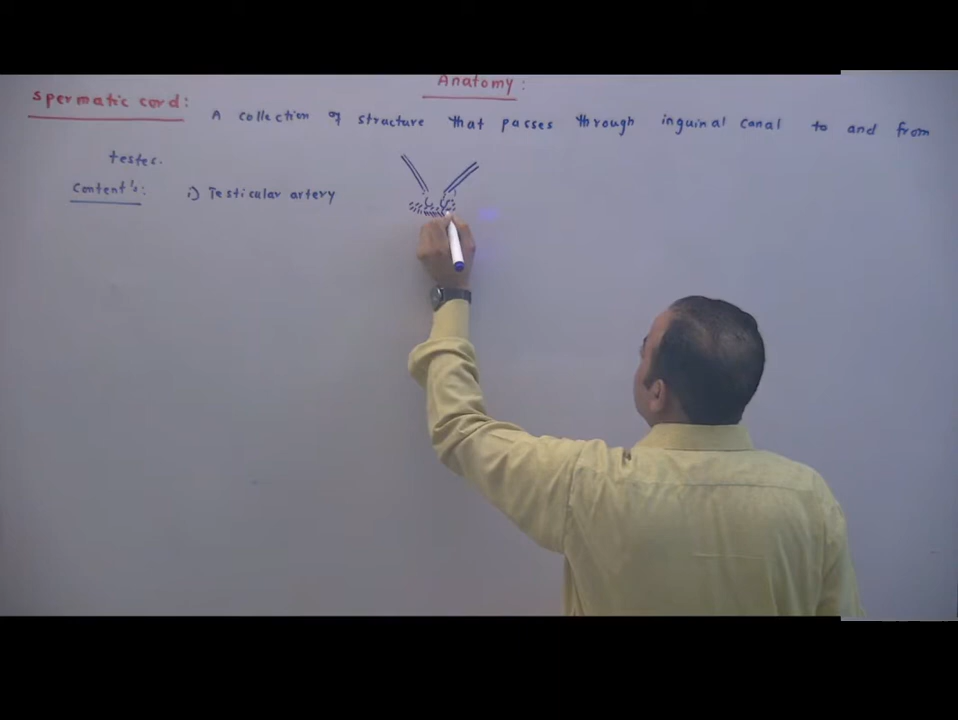 Anatomy:
Spermatic cord: A collection of structure that passes through inguinal canal to and from
testes.
Content's: i) Testicular artery